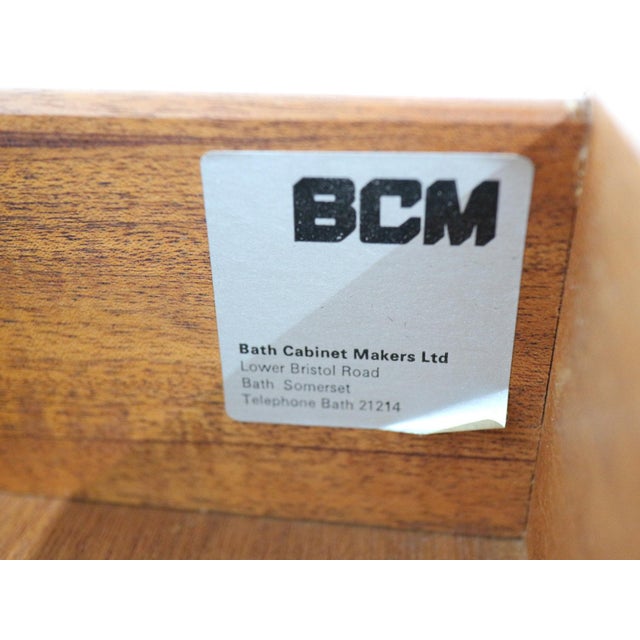 BCM
Bath Cabinet Makers Ltd
Lower Bristol Road
Bath Somerset
Telephone Bath 21214